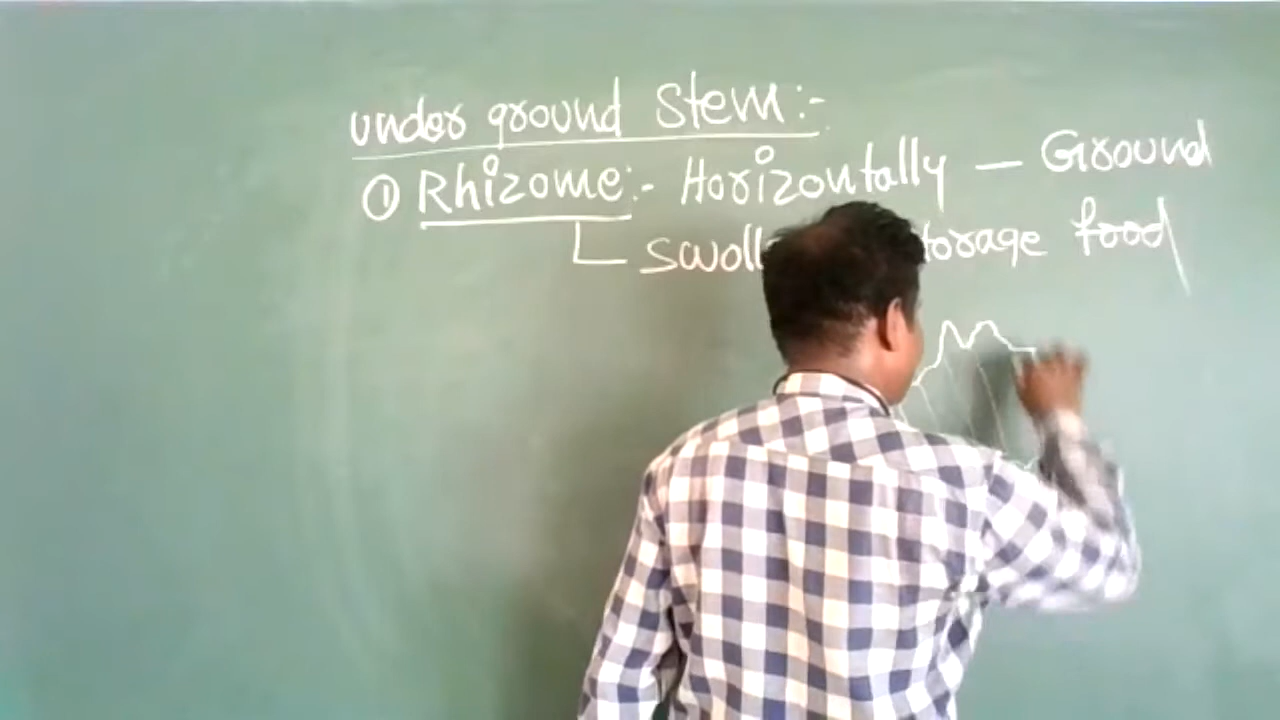 under ground Stem:-
① Rhizome:- Horizontally — Ground
food